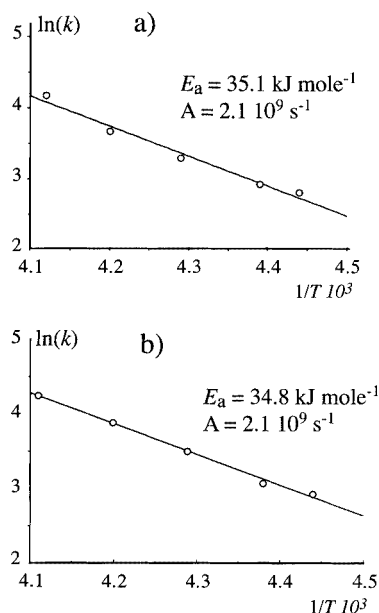 a)
ln(k)
5
4
3
2
E_a = 35.1 kJ mole⁻¹
A = 2.1 10⁹ s⁻¹
4.1 4.2 4.3 4.4 4.5
1/T 10³
b)
ln(k)
5
4
3
2
E_a = 34.8 kJ mole⁻¹
A = 2.1 10⁹ s⁻¹
4.1 4.2 4.3 4.4 4.5
1/T 10³